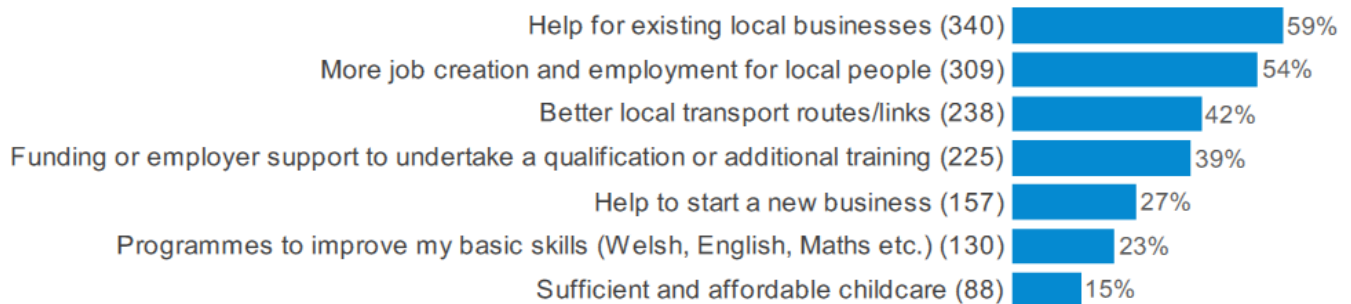 Help for existing local businesses (340) 59%
More job creation and employment for local people (309) 54%
Better local transport routes/links (238) 42%
Funding or employer support to undertake a qualification or additional training (225) 39%
Help to start a new business (157) 27%
Programmes to improve my basic skills (Welsh, English, Maths etc.) (130) 23%
Sufficient and affordable childcare (88) 15%